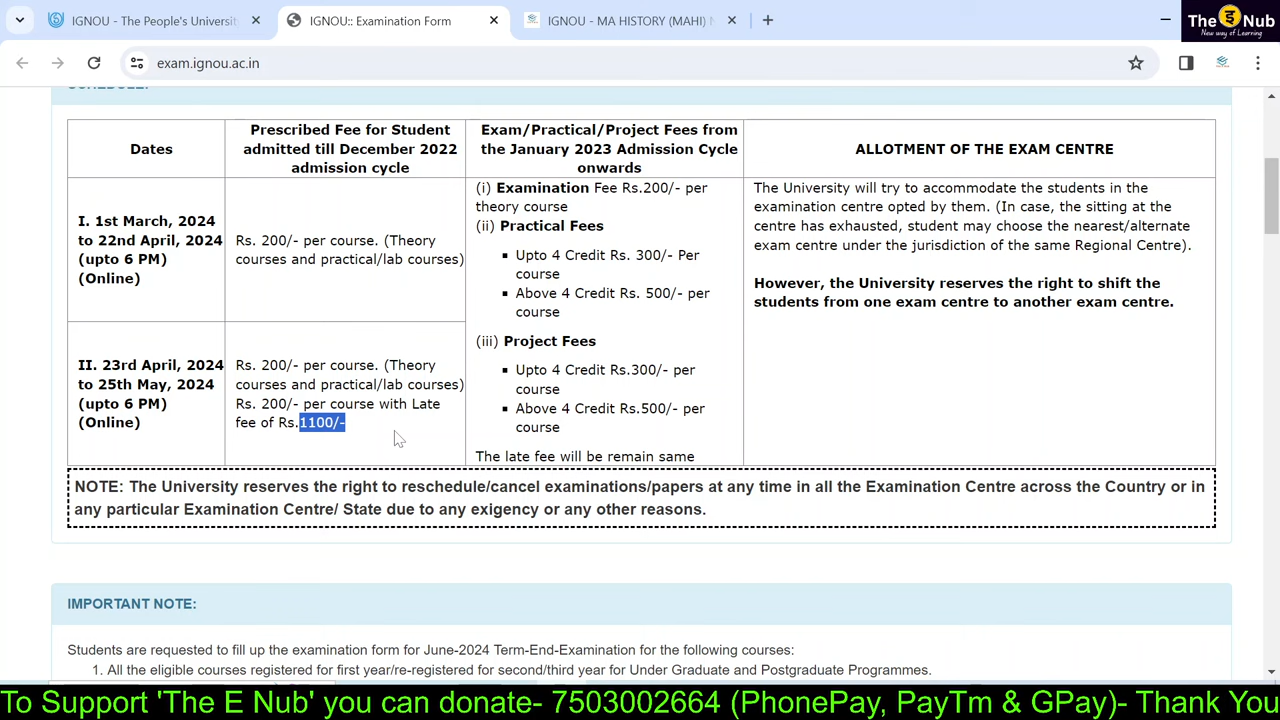 IGNOU - The People's Universit
IGNOU:: Examination Form
IGNOU - MA HISTORY (MAHI)
The ई Nub
New way of Learning
exam.ignou.ac.in
SCHEDULE:
Dates
Prescribed Fee for Student
admitted till December 2022
admission cycle
Exam/Practical/Project Fees from
the January 2023 Admission Cycle
onwards
ALLOTMENT OF THE EXAM CENTRE
I. 1st March, 2024
to 22nd April, 2024
(upto 6 PM)
(Online)
Rs. 200/- per course. (Theory
courses and practical/lab courses)
(i) Examination Fee Rs.200/- per
theory course
(ii) Practical Fees
Upto 4 Credit Rs. 300/- Per
course
Above 4 Credit Rs. 500/- per
course
(iii) Project Fees
Upto 4 Credit Rs.300/- per
course
Above 4 Credit Rs.500/- per
course
The late fee will be remain same
The University will try to accommodate the students in the
examination centre opted by them. (In case, the sitting at the
centre has exhausted, student may choose the nearest/alternate
exam centre under the jurisdiction of the same Regional Centre).
However, the University reserves the right to shift the
students from one exam centre to another exam centre.
II. 23rd April, 2024
to 25th May, 2024
(upto 6 PM)
(Online)
Rs. 200/- per course. (Theory
courses and practical/lab courses)
Rs. 200/- per course with Late
fee of Rs.1100/-
NOTE: The University reserves the right to reschedule/cancel examinations/papers at any time in all the Examination Centre across the Country or in
any particular Examination Centre/ State due to any exigency or any other reasons.
IMPORTANT NOTE:
Students are requested to fill up the examination form for June-2024 Term-End-Examination for the following courses:
1. All the eligible courses registered for first year/re-registered for second/third year for Under Graduate and Postgraduate Programmes.
To Support 'The E Nub' you can donate- 7503002664 (PhonePay, PayTm & GPay)- Thank You